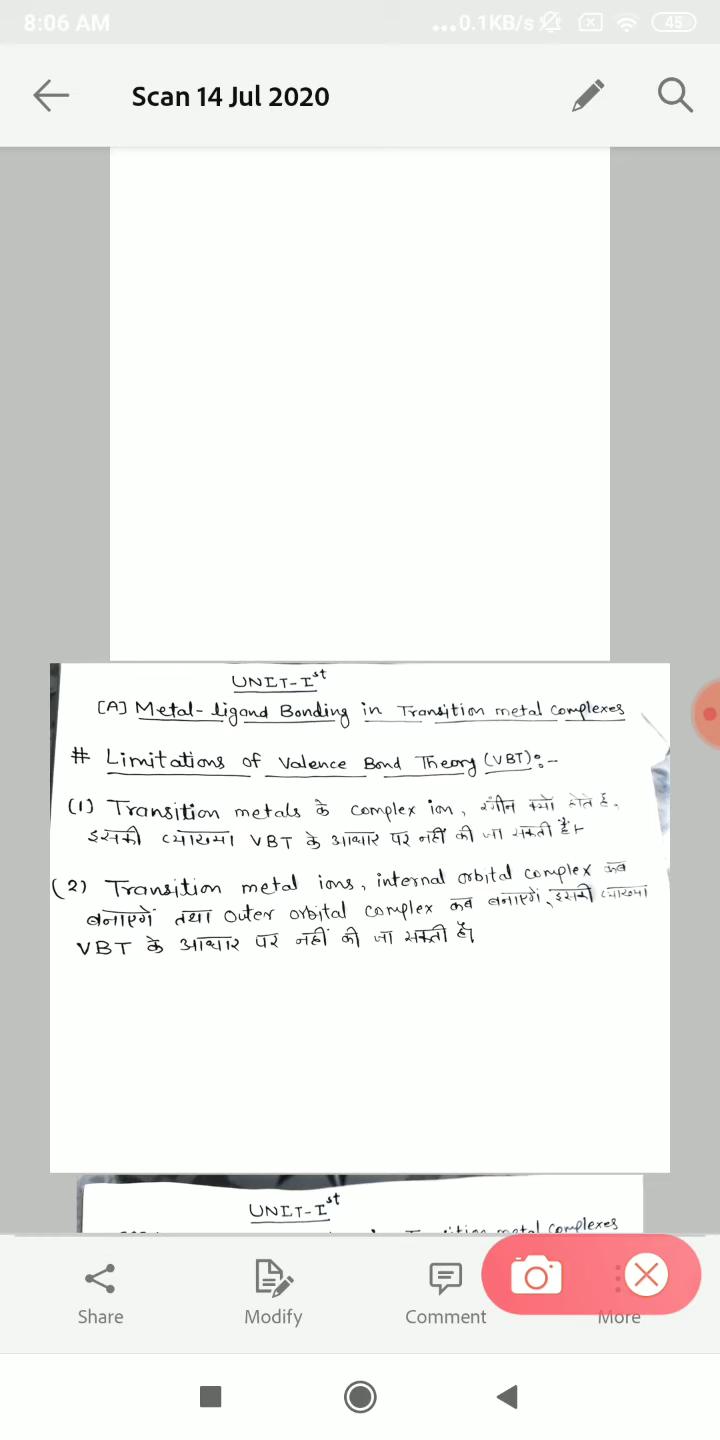 8:06 AM
...0.1KB/s
45
Scan 14 Jul 2020
UNIT-Ist
[A] Metal-ligand Bonding in Transition metal complexes
# Limitations of Valence Bond Theory (VBT):-
(1) Transition metals के complex ion, रंगीन क्यो होते हैं,
इसकी व्याख्या VBT के आधार पर नहीं की जा सकती हैं।
(2) Transition metal ions, internal orbital complex कब
बनाएगें तथा outer orbital complex कब बनाएगें, इसकी व्याख्या
VBT के आधार पर नहीं की जा सकती हैं।
UNIT-Ist
metal complexes
Share
Modify
Comment
More